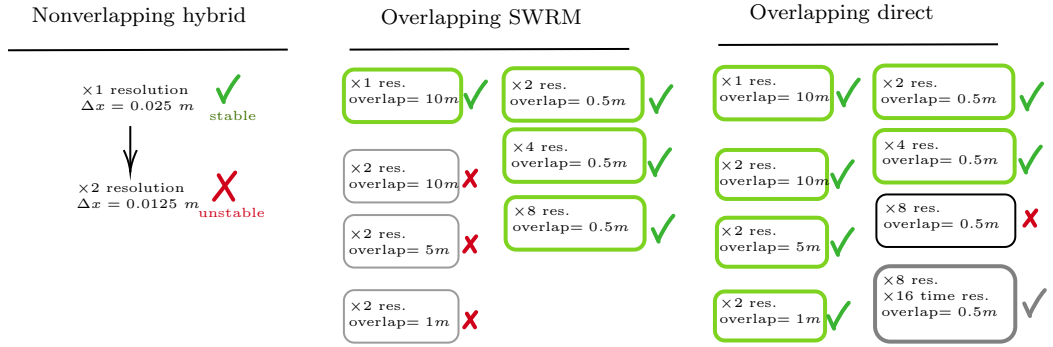 Nonverlapping hybrid
×1 resolution
Δx = 0.025 m
stable
×2 resolution
Δx = 0.0125 m
unstable
Overlapping SWRM
×1 res.
overlap= 10m
×2 res.
overlap= 10m
×2 res.
overlap= 5m
×2 res.
overlap= 1m
×2 res.
overlap= 0.5m
×4 res.
overlap= 0.5m
×8 res.
overlap= 0.5m
Overlapping direct
×1 res.
overlap= 10m
×2 res.
overlap= 10m
×2 res.
overlap= 5m
×2 res.
overlap= 1m
×2 res.
overlap= 0.5m
×4 res.
overlap= 0.5m
×8 res.
overlap= 0.5m
×8 res.
×16 time res.
overlap= 0.5m